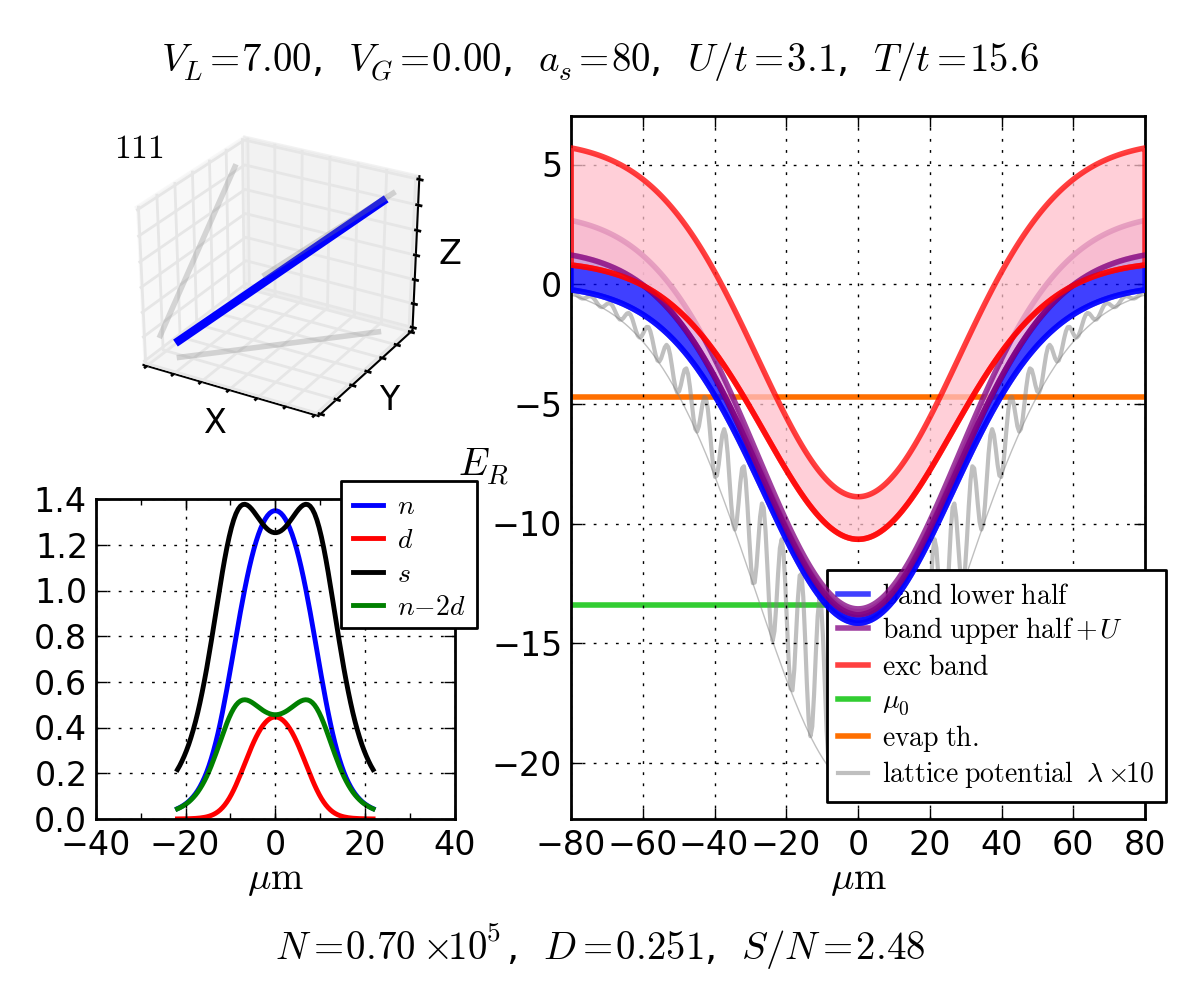 V_L=7.00, V_G=0.00, a_s=80, U/t=3.1, T/t=15.6
111
X
Y
Z
E_R
1.4
1.2
1.0
0.8
0.6
0.4
0.2
0.0
−40
−20
0
20
40
μm
n
d
s
n−2d
5
0
−5
−10
−15
−20
−80
−60
−40
−20
0
20
40
60
80
μm
band lower half
band upper half+U
exc band
μ_0
evap th.
lattice potential λ×10
N=0.70×10^5, D=0.251, S/N=2.48